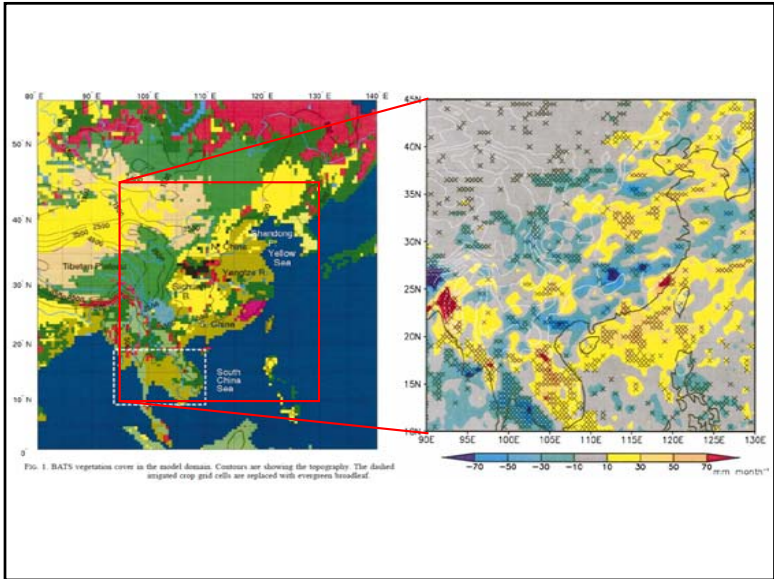 80° E 90° E 100° E 110° E 120° E 130° E 140° E
50° N
40° N
30° N
20° N
10° N
0°
2500
Tibetan Plateau
N. China
Shandong
P.
Yellow
Sea
Yangtze R.
Sichuan
B.
S. China
South
China
Sea
FIG. 1. BATS vegetation cover in the model domain. Contours are showing the topography. The dashed
irrigated crop grid cells are replaced with evergreen broadleaf.
45N
40N
35N
30N
25N
20N
15N
10N
90E 95E 100E 105E 110E 115E 120E 125E 130E
−70 −50 −30 −10 10 30 50 70
mm month⁻¹